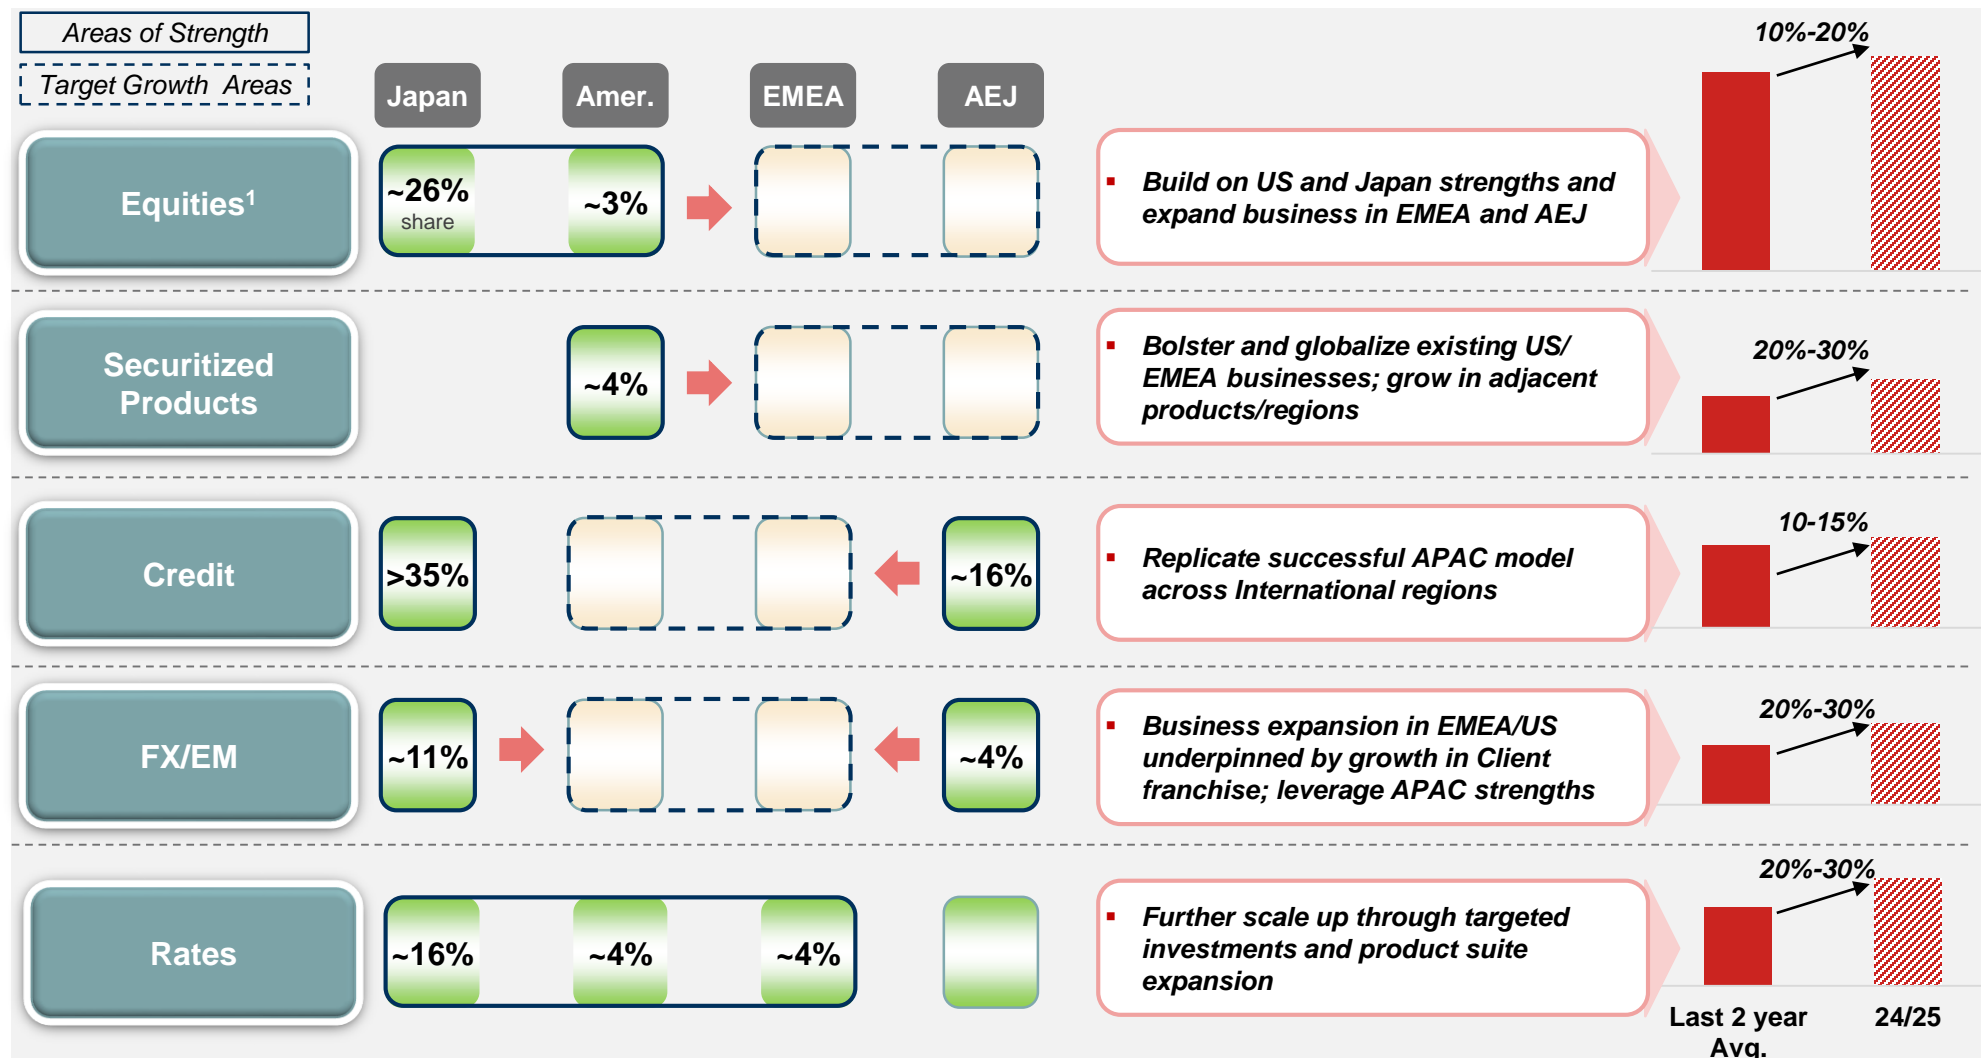 Areas of Strength
Target Growth Areas
Japan
Amer.
EMEA
AEJ
10%-20%
Equities1
~26%
share
~3%
▪ Build on US and Japan strengths and
expand business in EMEA and AEJ
Securitized
Products
~4%
▪ Bolster and globalize existing US/
EMEA businesses; grow in adjacent
products/regions
20%-30%
Credit
>35%
~16%
▪ Replicate successful APAC model
across International regions
10-15%
FX/EM
~11%
~4%
▪ Business expansion in EMEA/US
underpinned by growth in Client
franchise; leverage APAC strengths
20%-30%
Rates
~16%
~4%
~4%
▪ Further scale up through targeted
investments and product suite
expansion
20%-30%
Last 2 year
Avg.
24/25